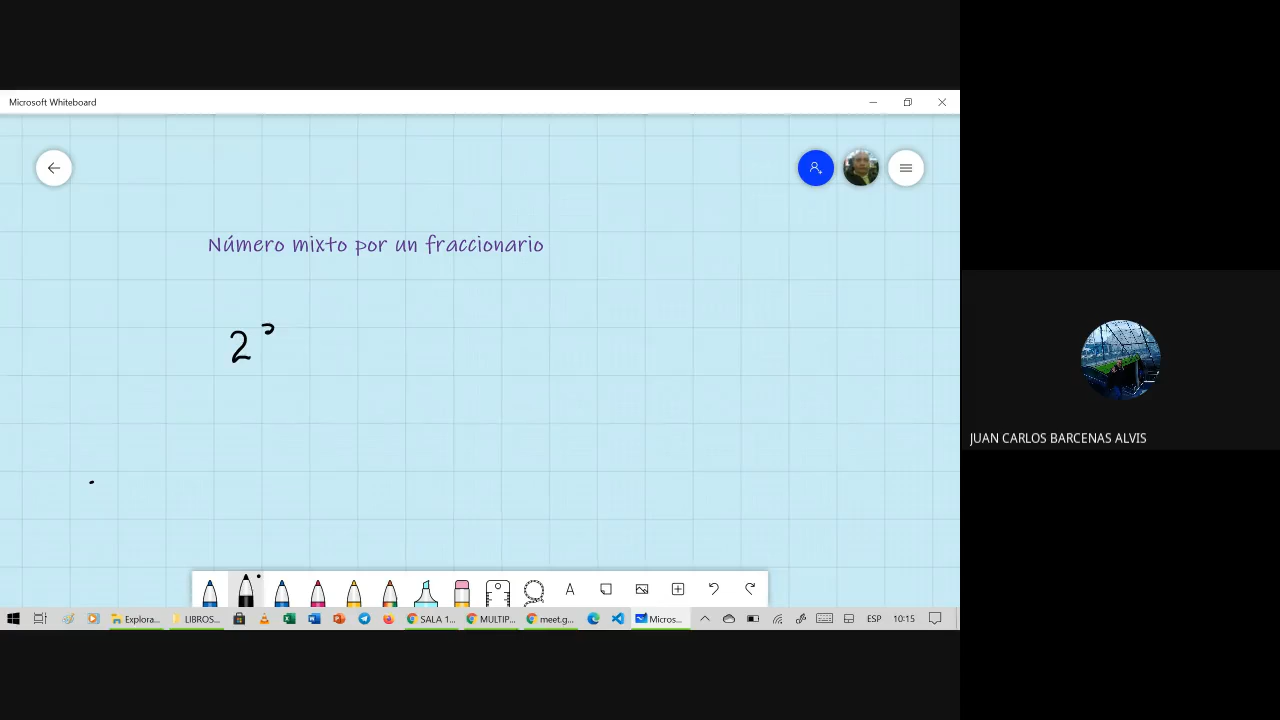 Microsoft Whiteboard
Número mixto por un fraccionario
2
JUAN CARLOS BARCENAS ALVIS
A
Explora...
LIBROS...
SALA 1...
MULTIP...
meet.g...
Micros...
ESP
10:15